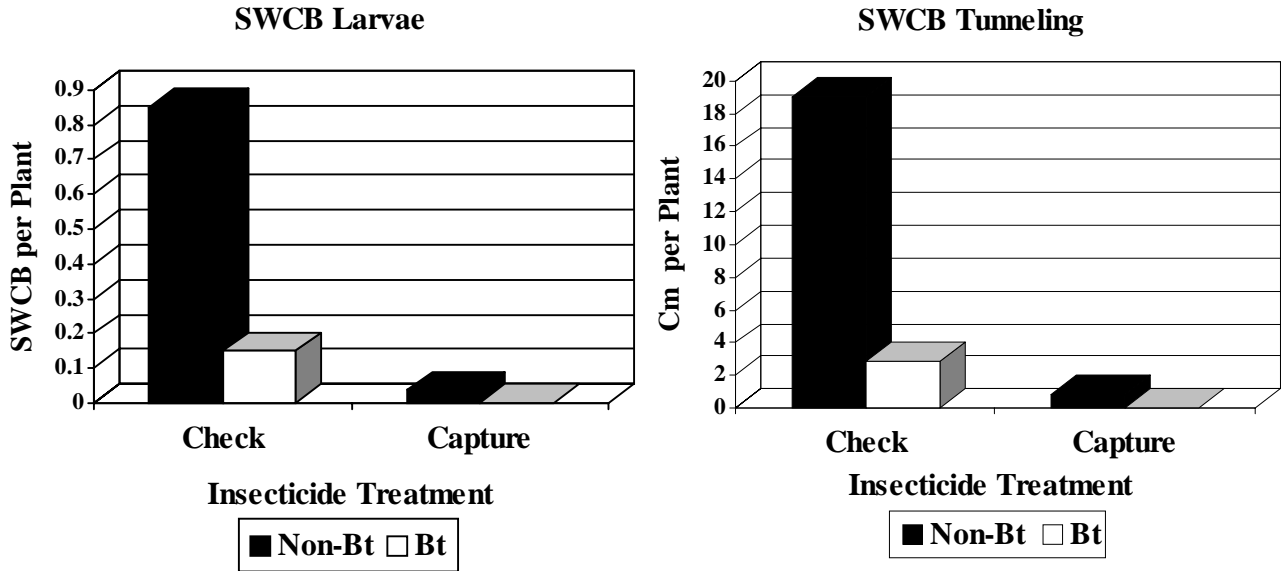 SWCB Larvae
SWCB per Plant
0.9
0.8
0.7
0.6
0.5
0.4
0.3
0.2
0.1
0
Check Capture
Insecticide Treatment
Non-Bt Bt
SWCB Tunneling
Cm per Plant
20
18
16
14
12
10
8
6
4
2
0
Check Capture
Insecticide Treatment
Non-Bt Bt